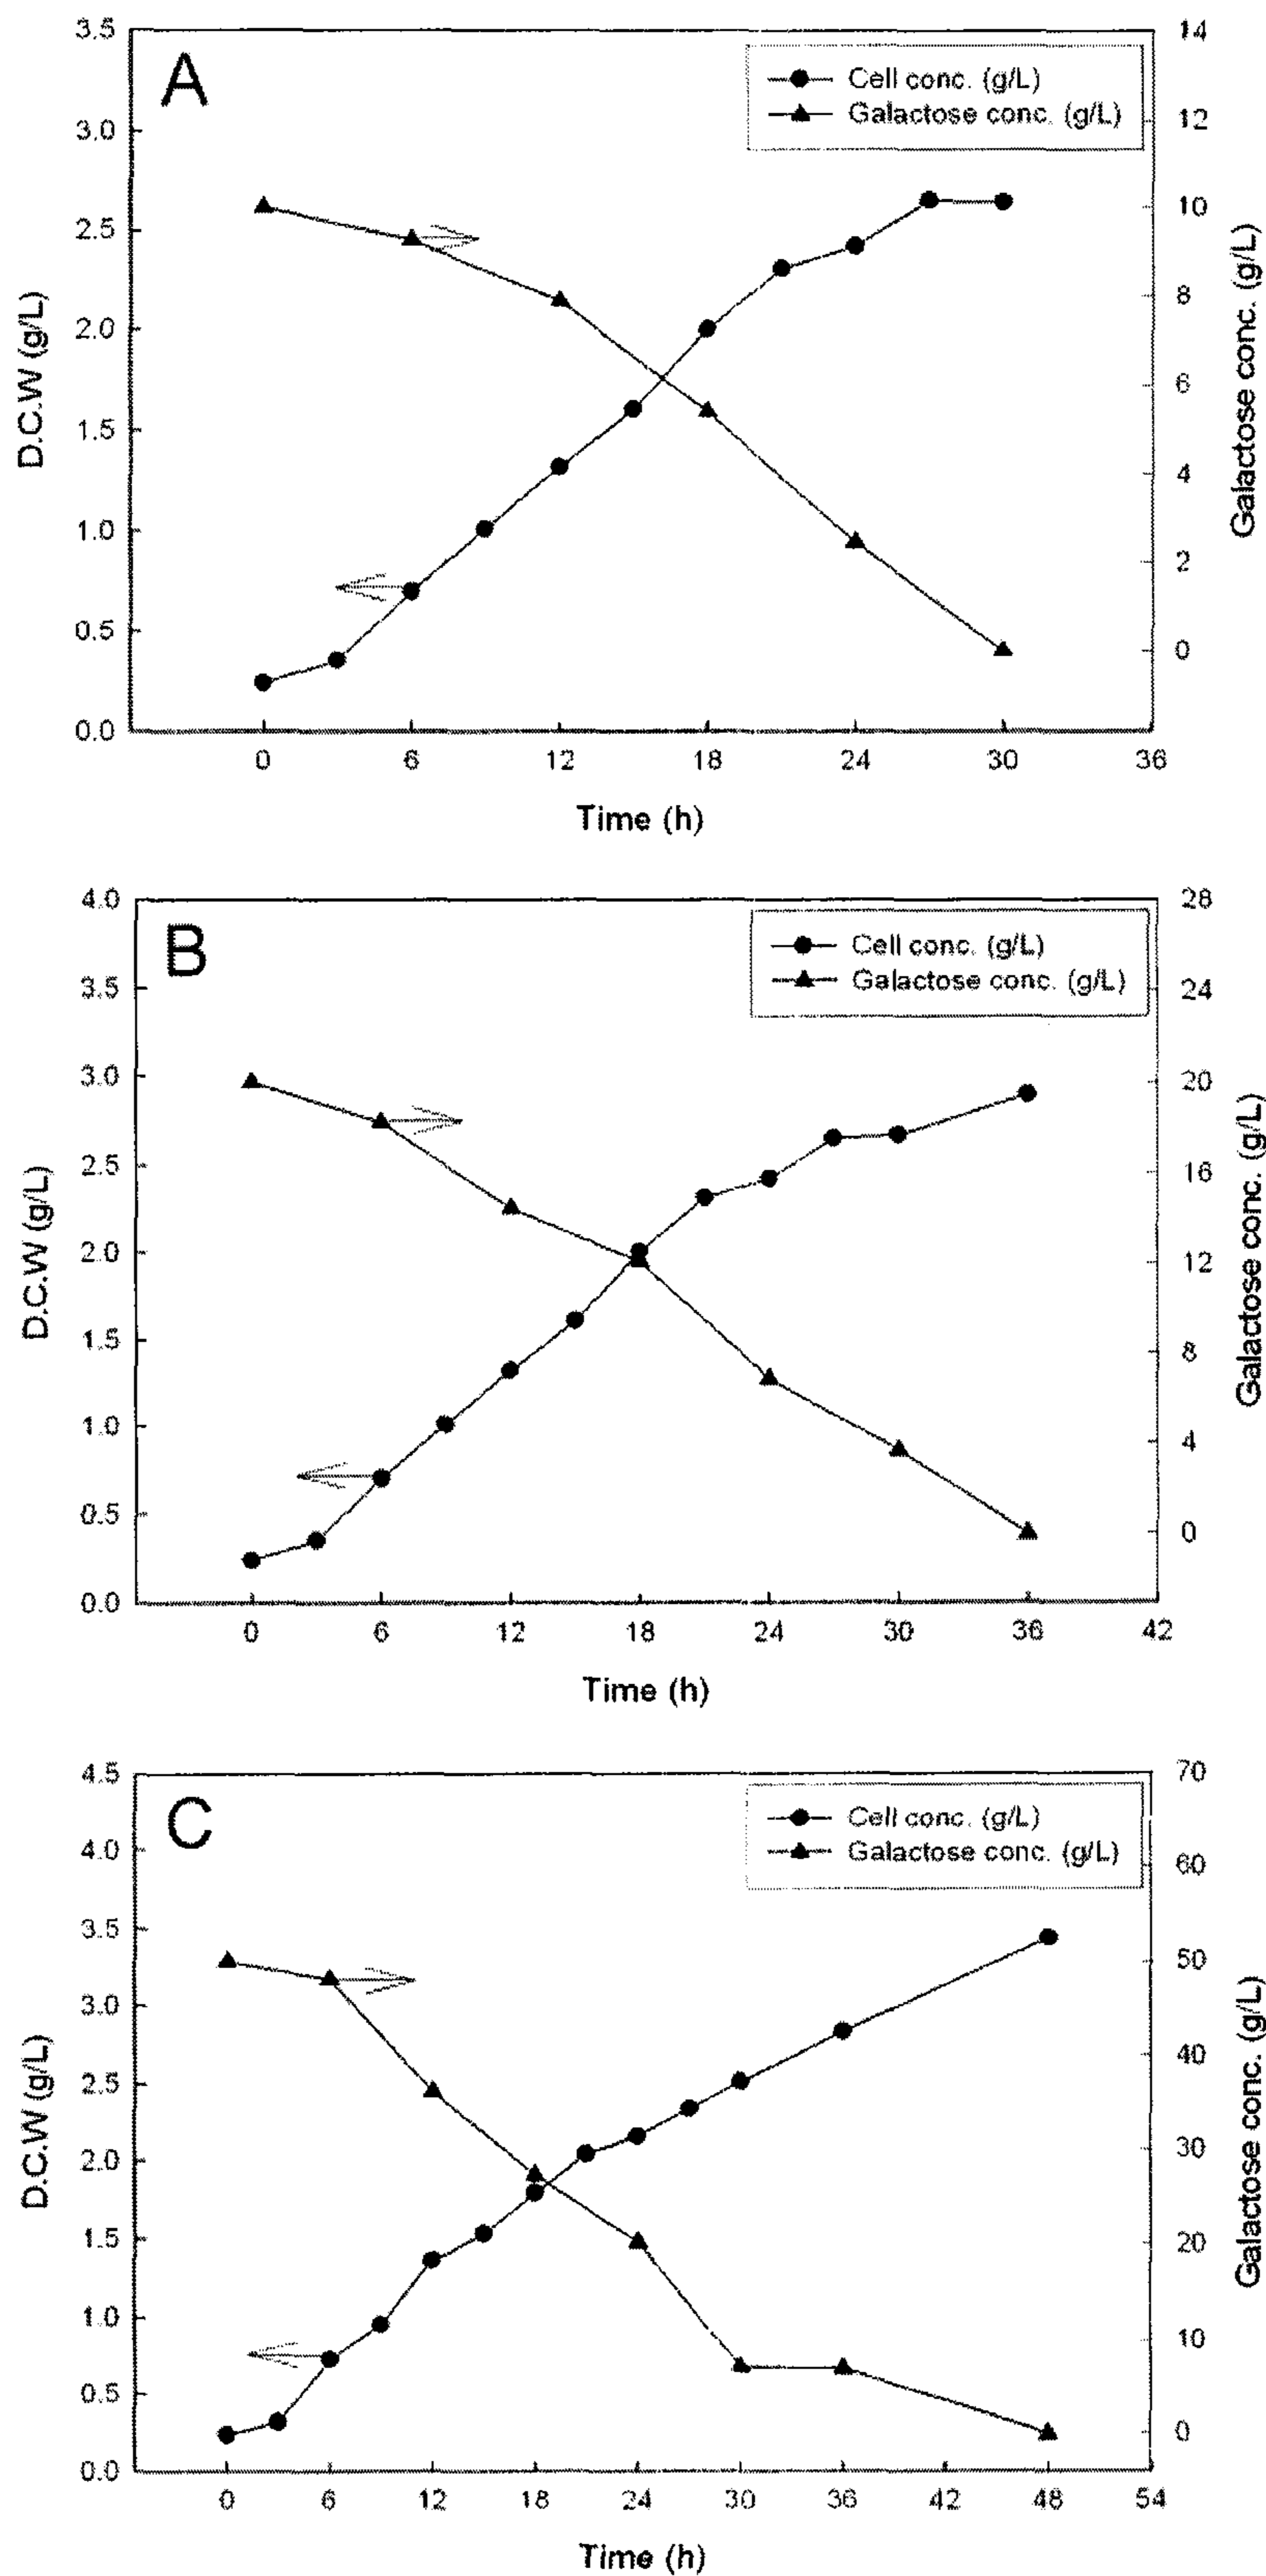 A
Cell conc. (g/L)
Galactose conc. (g/L)
3.5
3.0
2.5
2.0
1.5
1.0
0.5
0.0
D.C.W (g/L)
14
12
10
8
6
4
2
0
Galactose conc. (g/L)
0 6 12 18 24 30 36
Time (h)
B
Cell conc. (g/L)
Galactose conc. (g/L)
4.0
3.5
3.0
2.5
2.0
1.5
1.0
0.5
0.0
D.C.W (g/L)
28
24
20
16
12
8
4
0
Galactose conc. (g/L)
0 6 12 18 24 30 36 42
Time (h)
C
Cell conc. (g/L)
Galactose conc. (g/L)
4.5
4.0
3.5
3.0
2.5
2.0
1.5
1.0
0.5
0.0
D.C.W (g/L)
70
60
50
40
30
20
10
0
Galactose conc. (g/L)
0 6 12 18 24 30 36 42 48 54
Time (h)